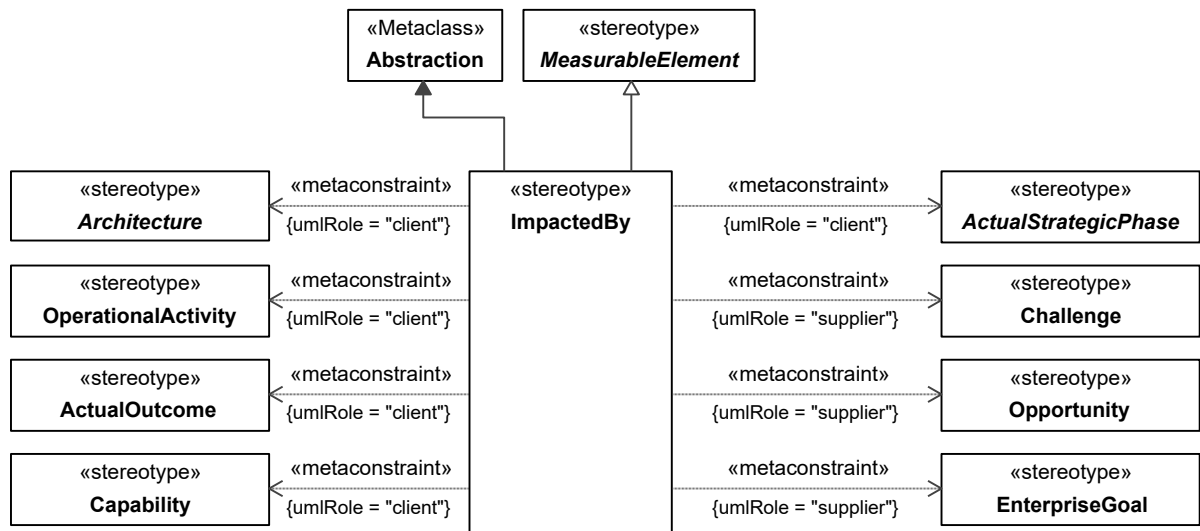 «Metaclass»
Abstraction
«stereotype»
MeasurableElement
«stereotype»
Architecture
«metaconstraint»
{umlRole = "client"}
«stereotype»
ImpactedBy
«metaconstraint»
{umlRole = "client"}
«stereotype»
ActualStrategicPhase
«stereotype»
OperationalActivity
«metaconstraint»
{umlRole = "client"}
«metaconstraint»
{umlRole = "supplier"}
«stereotype»
Challenge
«stereotype»
ActualOutcome
«metaconstraint»
{umlRole = "client"}
«metaconstraint»
{umlRole = "supplier"}
«stereotype»
Opportunity
«stereotype»
Capability
«metaconstraint»
{umlRole = "client"}
«metaconstraint»
{umlRole = "supplier"}
«stereotype»
EnterpriseGoal